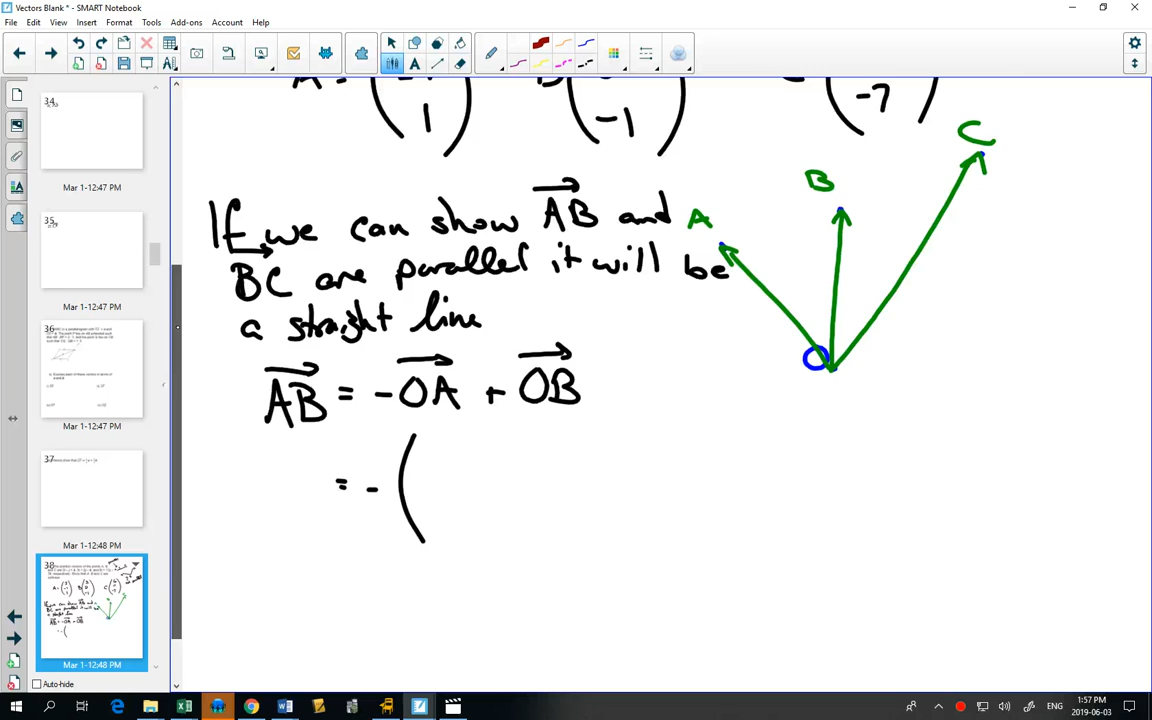 Vectors Blank * - SMART Notebook
File Edit View Insert Format Tools Add-ons Account Help
34
Mar 1-12:47 PM
35
Mar 1-12:47 PM
36
Mar 1-12:47 PM
37
Mar 1-12:48 PM
38
Mar 1-12:48 PM
Auto-hide
A =
1
-1
-7
If we can show AB and
BC are parallel it will be
a straight line
AB = -OA + OB
= - (
A
B
C
O
ENG
1:57 PM
2019-06-03